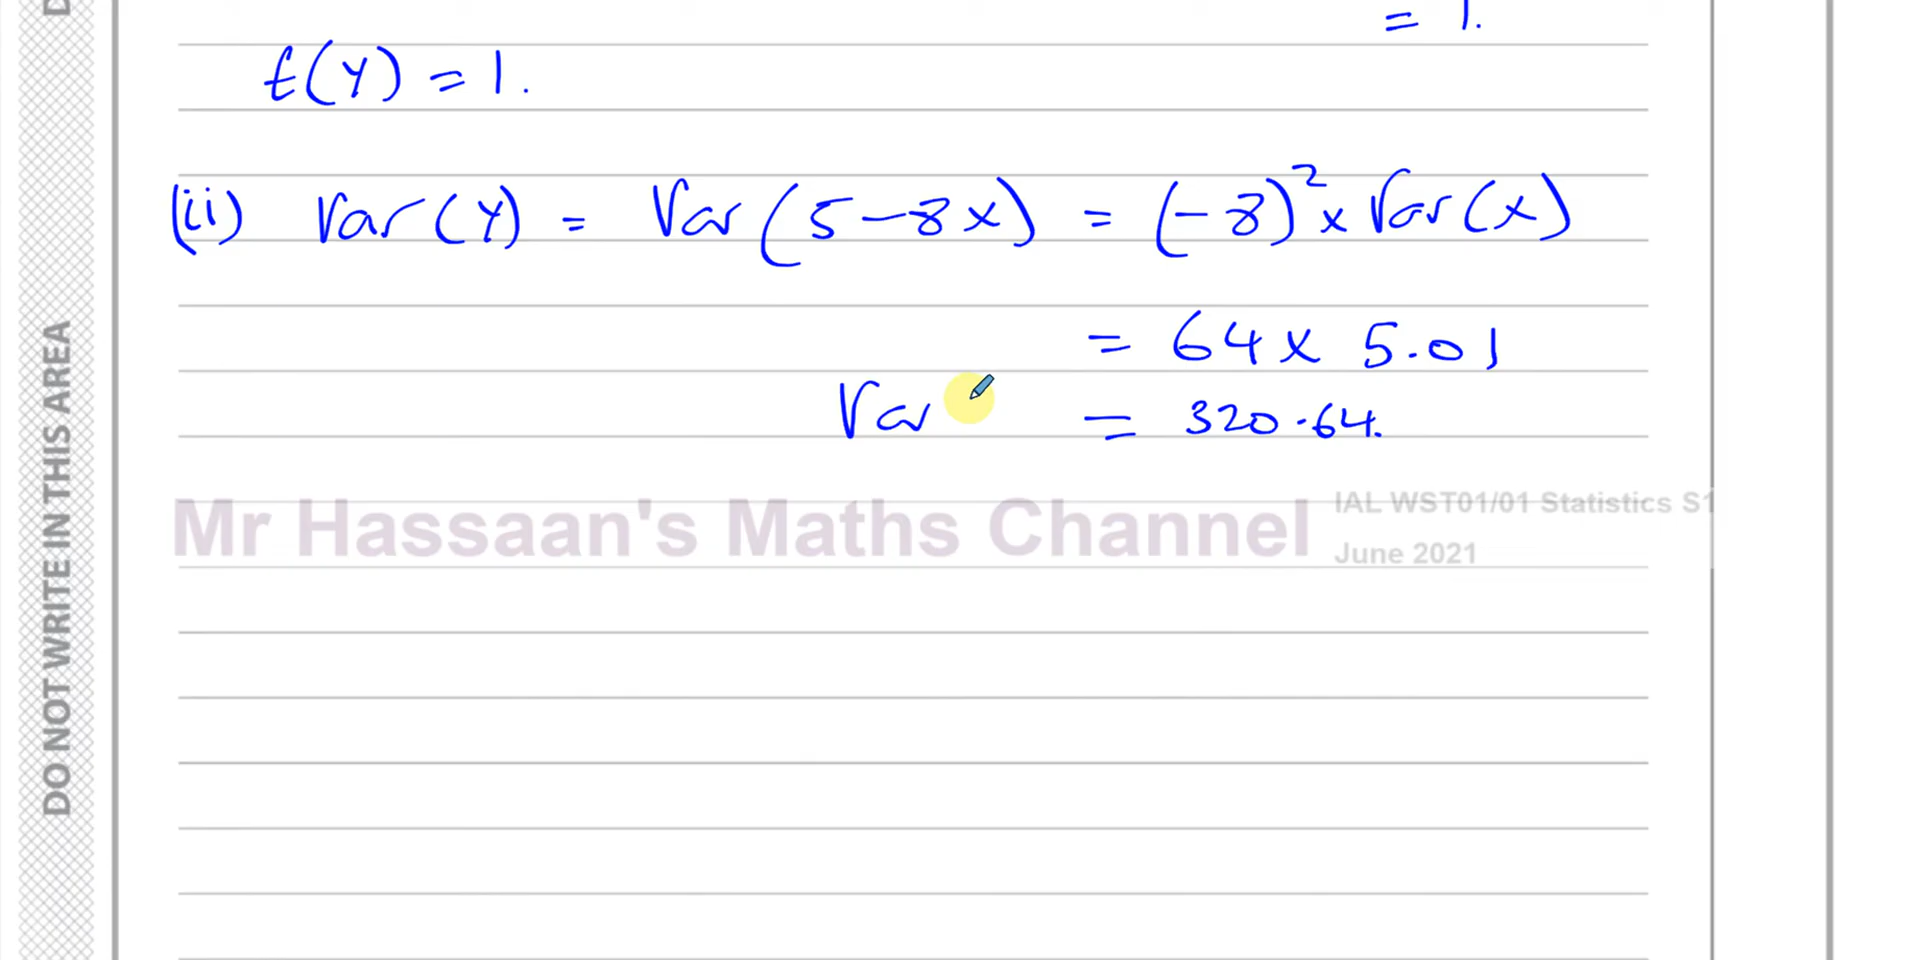 = 1.
E(Y) = 1.
(ii) Var(Y) = Var(5-8x) = (-8)² x Var(x)
= 64 x 5.01
Var = 320.64.
Mr Hassaan's Maths Channel
IAL WST01/01 Statistics S1
June 2021
DO NOT WRITE IN THIS AREA
D